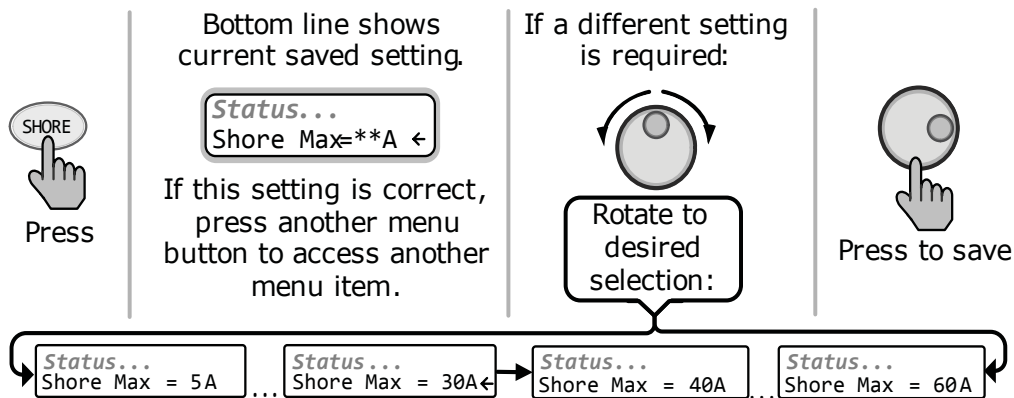 SHORE
Press
Bottom line shows
current saved setting.
Status...
Shore Max=**A ←
If this setting is correct,
press another menu
button to access another
menu item.
If a different setting
is required:
Rotate to
desired
selection:
Press to save
Status...
Shore Max = 5A
...
Status...
Shore Max = 30A←
Status...
Shore Max = 40A
...
Status...
Shore Max = 60A